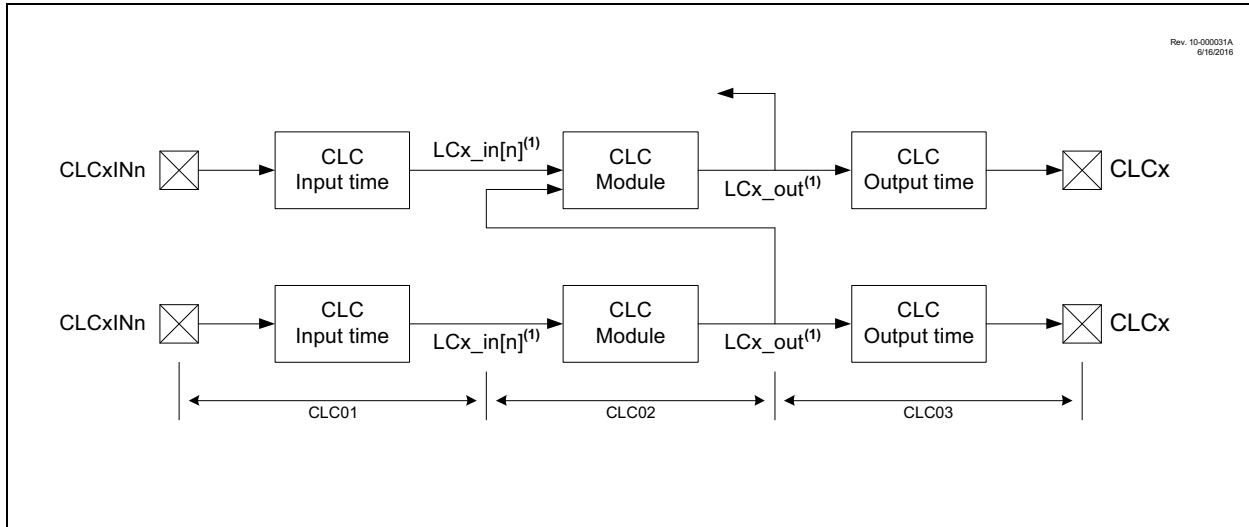 Rev. 10-000031A
6/16/2016
CLCxINn
CLC
Input time
LCx_in[n](1)
CLC
Module
LCx_out(1)
CLC
Output time
CLCx
CLCxINn
CLC
Input time
LCx_in[n](1)
CLC
Module
LCx_out(1)
CLC
Output time
CLCx
CLC01
CLC02
CLC03